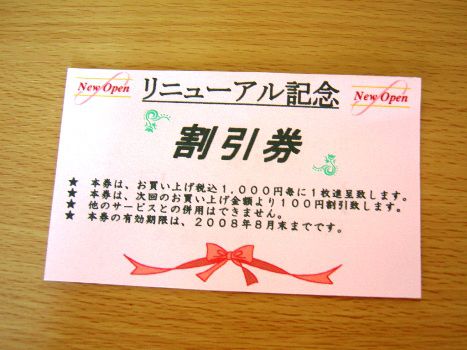 New Open
リニューアル記念
New Open
割引券
★ 本券は、お買い上げ税込1,000円毎に1枚進呈致します。
★ 本券は、次回のお買い上げ金額より100円割引致します。
★ 他のサービスとの併用はできません。
★ 本券の有効期限は、2008年8月末までです。